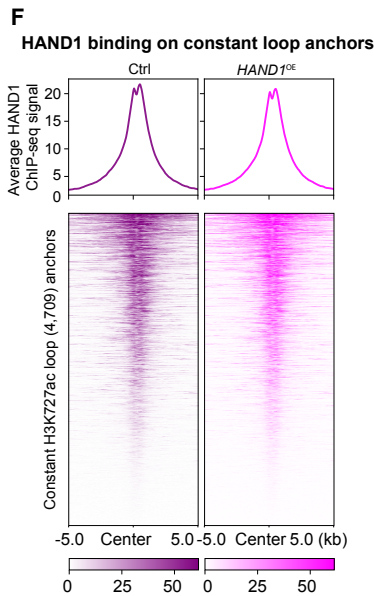 F
HAND1 binding on constant loop anchors
Ctrl
HAND1OE
Average HAND1
ChIP-seq signal
20
15
10
5
0
Constant H3K727ac loop (4,709) anchors
-5.0 Center 5.0
-5.0 Center 5.0 (kb)
0 25 50
0 25 50